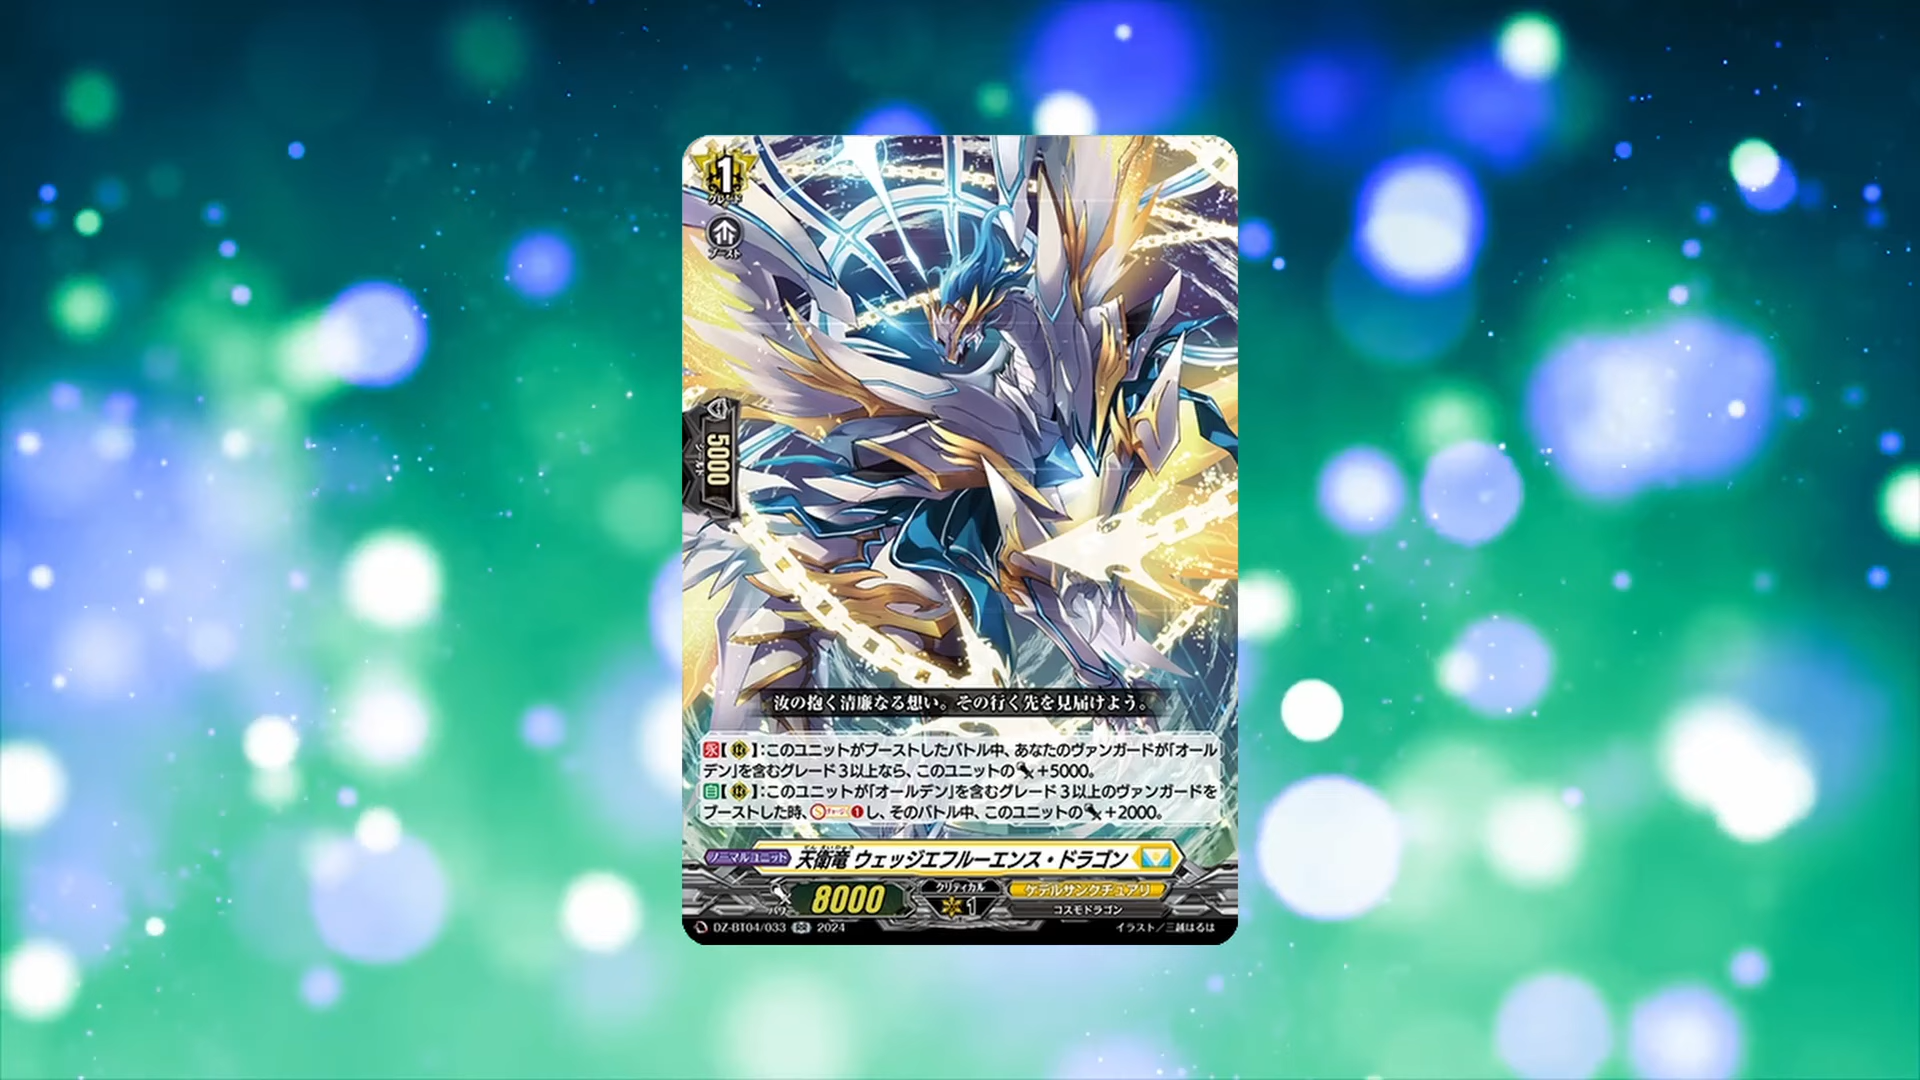 1
グレード
ブースト
5000
シールド
汝の抱く清廉なる想い。その行く先を見届けよう。
永【】：このユニットがブーストしたバトル中、あなたのヴァンガードが「オール
デン」を含むグレード３以上なら、このユニットの＋5000。
自【】：このユニットが「オールデン」を含むグレード３以上のヴァンガードを
ブーストした時、チャージ1し、そのバトル中、このユニットの＋2000。
ノーマルユニット
天衛竜 ウェッジエフルーエンス・ドラゴン
パワー
8000
クリティカル
1
ケテルサンクチュアリ
コスモドラゴン
DZ-BT04/033 RR 2024
イラスト／三越はるは